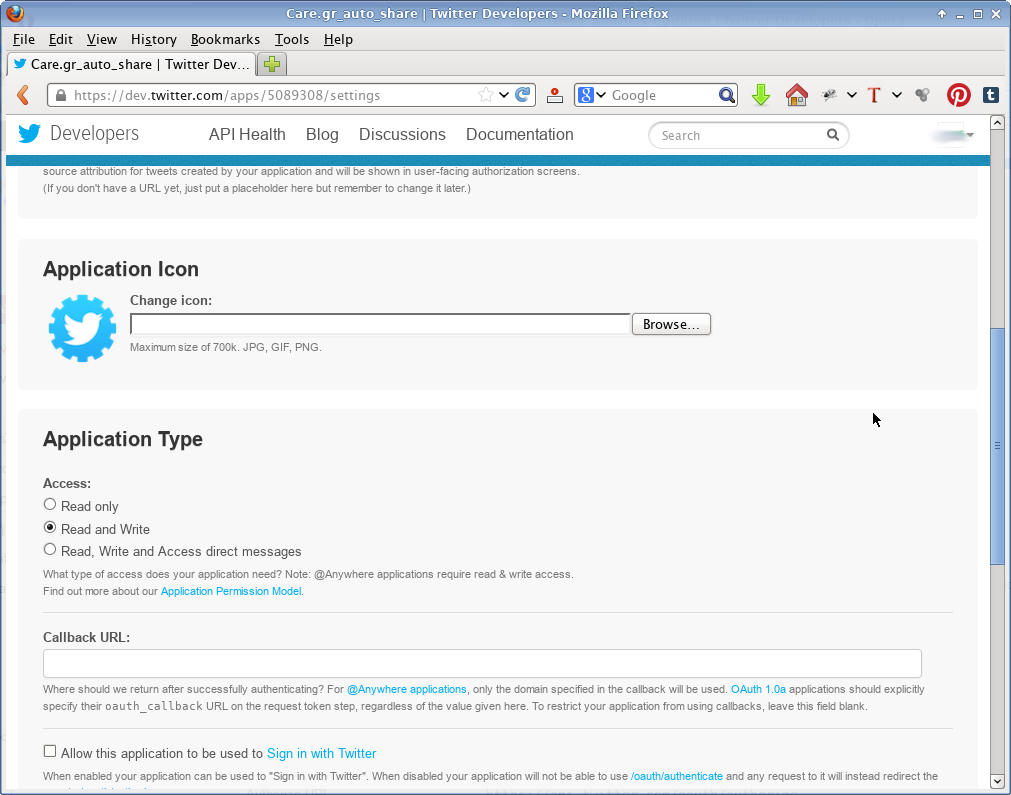 Care.gr_auto_share | Twitter Developers - Mozilla Firefox
File Edit View History Bookmarks Tools Help
Care.gr_auto_share | Twitter Dev...
https://dev.twitter.com/apps/5089308/settings
Google
Developers API Health Blog Discussions Documentation Search
source attribution for tweets created by your application and will be shown in user-facing authorization screens.
(If you don't have a URL yet, just put a placeholder here but remember to change it later.)
Application Icon
Change icon:
Browse...
Maximum size of 700k. JPG, GIF, PNG.
Application Type
Access:
Read only
Read and Write
Read, Write and Access direct messages
What type of access does your application need? Note: @Anywhere applications require read & write access.
Find out more about our Application Permission Model.
Callback URL:
Where should we return after successfully authenticating? For @Anywhere applications, only the domain specified in the callback will be used. OAuth 1.0a applications should explicitly
specify their oauth_callback URL on the request token step, regardless of the value given here. To restrict your application from using callbacks, leave this field blank.
Allow this application to be used to Sign in with Twitter
When enabled your application can be used to "Sign in with Twitter". When disabled your application will not be able to use /oauth/authenticate and any request to it will instead redirect the